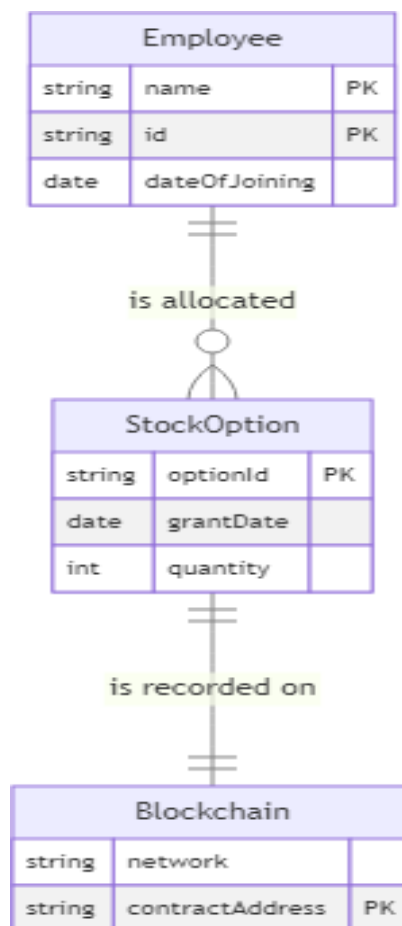 Employee
string name PK
string id PK
date dateOfJoining
is allocated
StockOption
string optionId PK
date grantDate
int quantity
is recorded on
Blockchain
string network
string contractAddress PK